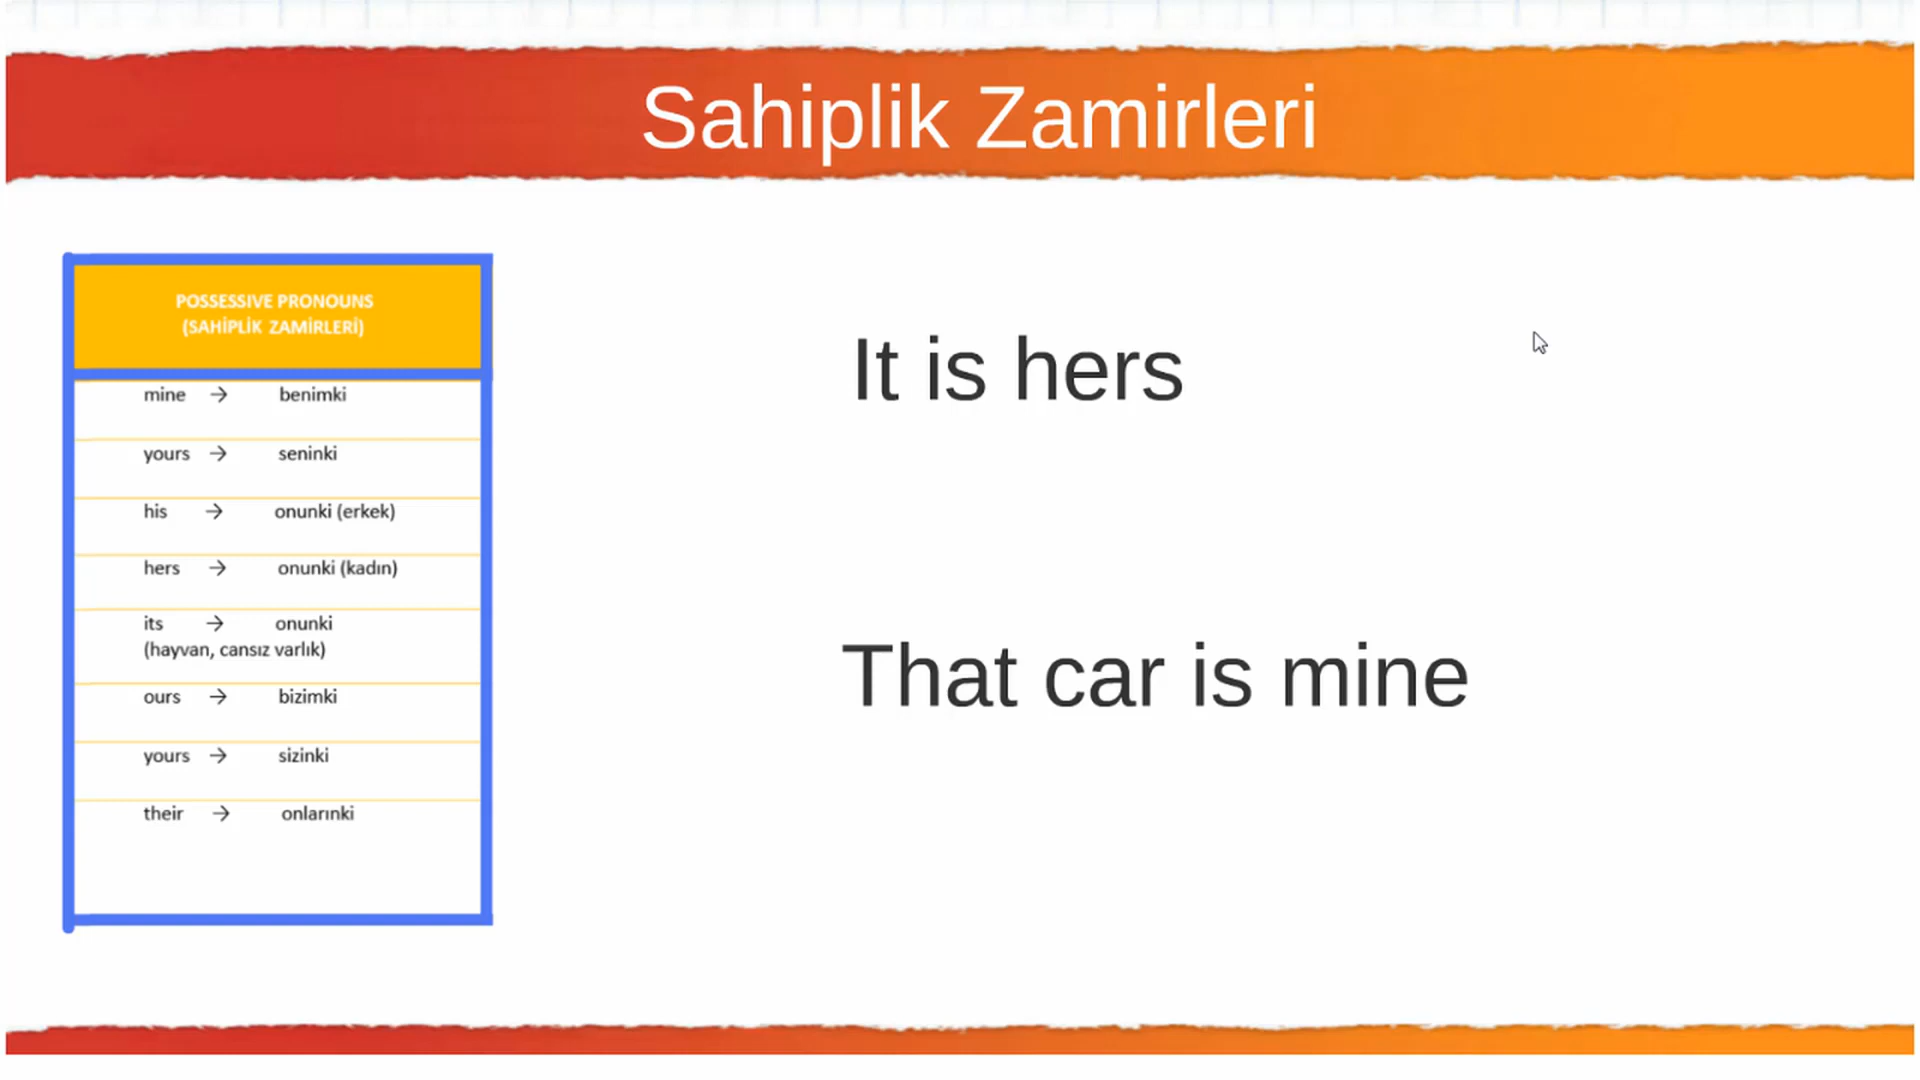 Sahiplik Zamirleri
POSSESSIVE PRONOUNS
(SAHİPLİK ZAMİRLERİ)
mine → benimki
yours → seninki
his → onunki (erkek)
hers → onunki (kadın)
its → onunki
(hayvan, cansız varlık)
ours → bizimki
yours → sizinki
their → onlarınki
It is hers
That car is mine